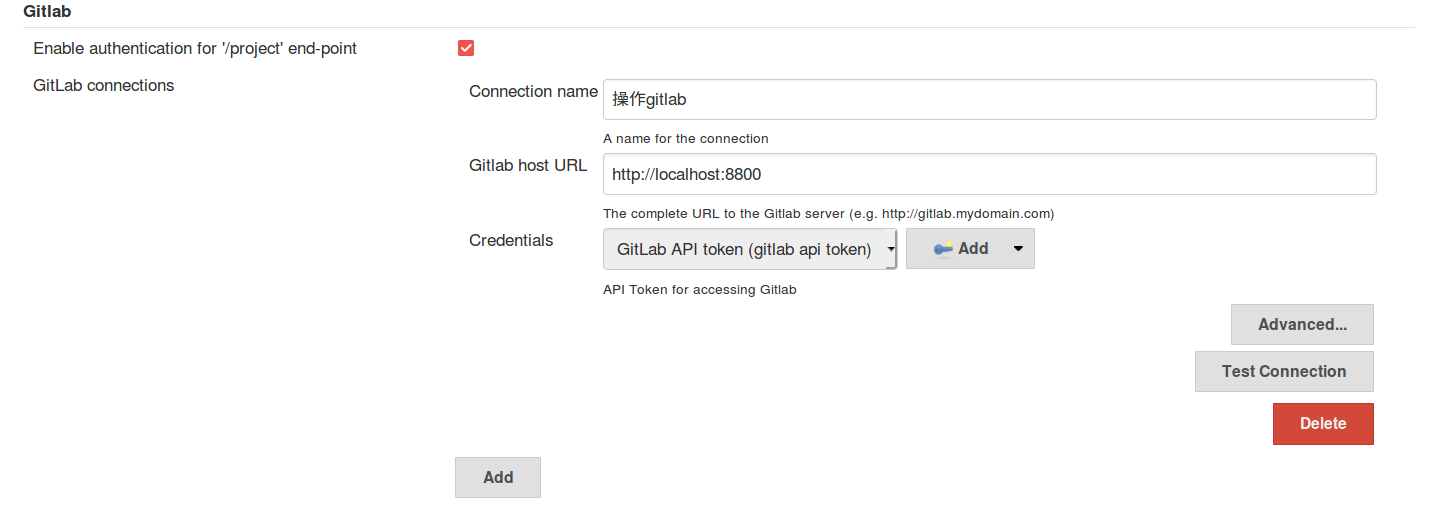 Gitlab
Enable authentication for '/project' end-point
GitLab connections
Connection name
操作gitlab
A name for the connection
Gitlab host URL
http://localhost:8800
The complete URL to the Gitlab server (e.g. http://gitlab.mydomain.com)
Credentials
GitLab API token (gitlab api token)
Add
API Token for accessing Gitlab
Advanced...
Test Connection
Delete
Add